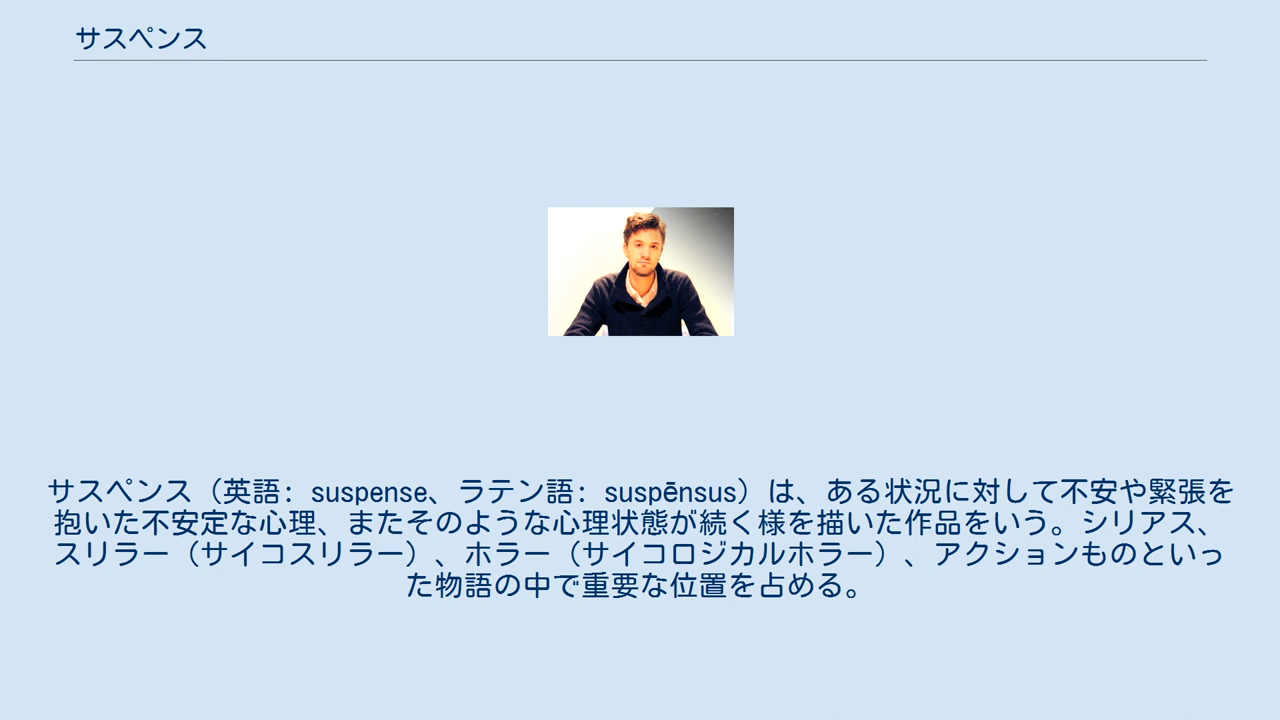 サスペンス
サスペンス（英語: suspense、ラテン語: suspēnsus）は、ある状況に対して不安や緊張を
抱いた不安定な心理、またそのような心理状態が続く様を描いた作品をいう。シリアス、
スリラー（サイコスリラー）、ホラー（サイコロジカルホラー）、アクションものといっ
た物語の中で重要な位置を占める。